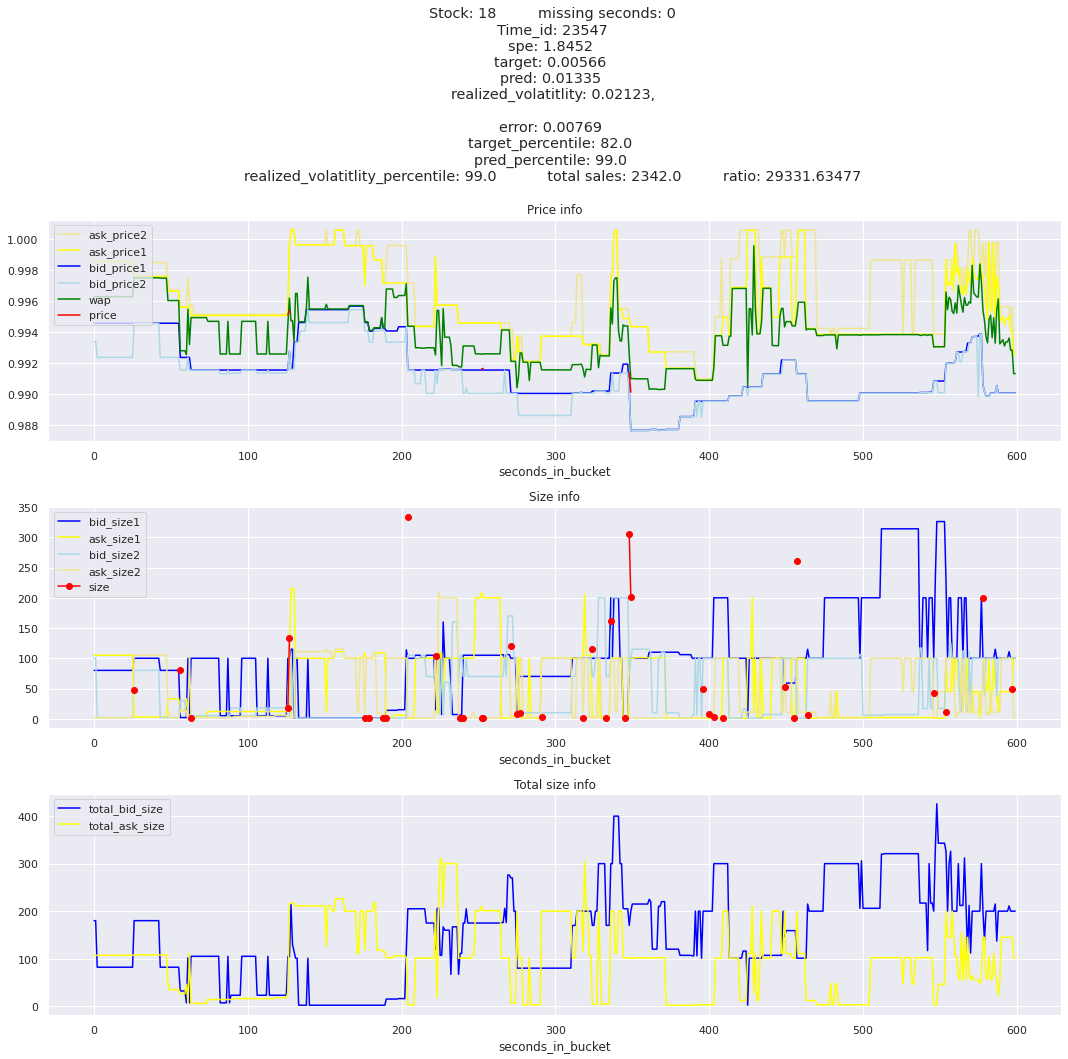 Stock: 18 missing seconds: 0
Time_id: 23547
spe: 1.8452
target: 0.00566
pred: 0.01335
realized_volatitlity: 0.02123,
error: 0.00769
target_percentile: 82.0
pred_percentile: 99.0
realized_volatitlity_percentile: 99.0 total sales: 2342.0 ratio: 29331.63477
Price info
ask_price2
ask_price1
bid_price1
bid_price2
wap
price
1.000
0.998
0.996
0.994
0.992
0.990
0.988
0 100 200 300 400 500 600
seconds_in_bucket
Size info
bid_size1
ask_size1
bid_size2
ask_size2
size
350
300
250
200
150
100
50
0
0 100 200 300 400 500 600
seconds_in_bucket
Total size info
total_bid_size
total_ask_size
400
300
200
100
0
0 100 200 300 400 500 600
seconds_in_bucket